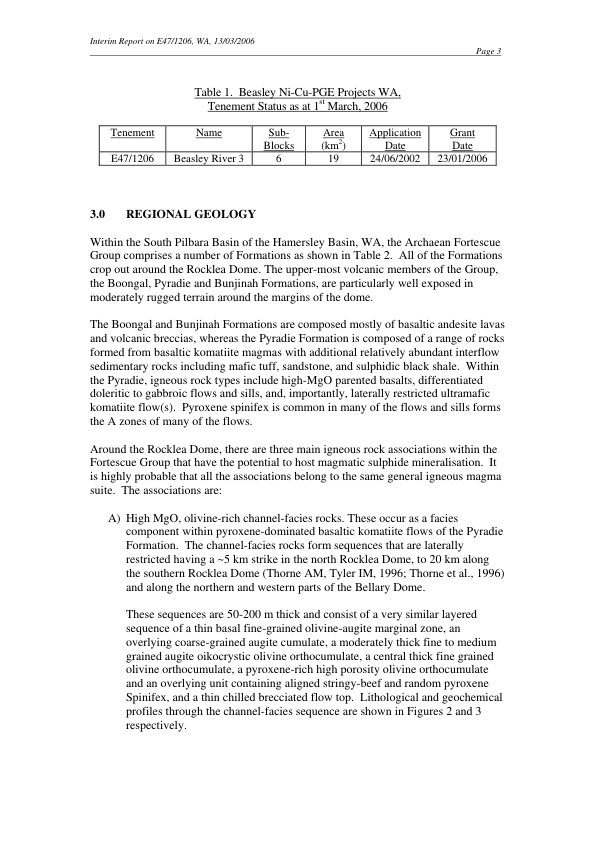 Interim Report on E47/1206, WA, 13/03/2006
Page 3
Table 1. Beasley Ni-Cu-PGE Projects WA,
Tenement Status as at 1st March, 2006
Tenement Name Sub- Area Application Grant
Blocks (km2) Date Date
E47/1206 Beasley River 3 6 19 24/06/2002 23/01/2006
3.0 REGIONAL GEOLOGY
Within the South Pilbara Basin of the Hamersley Basin, WA, the Archaean Fortescue
Group comprises a number of Formations as shown in Table 2. All of the Formations
crop out around the Rocklea Dome. The upper-most volcanic members of the Group,
the Boongal, Pyradie and Bunjinah Formations, are particularly well exposed in
moderately rugged terrain around the margins of the dome.
The Boongal and Bunjinah Formations are composed mostly of basaltic andesite lavas
and volcanic breccias, whereas the Pyradie Formation is composed of a range of rocks
formed from basaltic komatiite magmas with additional relatively abundant interflow
sedimentary rocks including mafic tuff, sandstone, and sulphidic black shale. Within
the Pyradie, igneous rock types include high-MgO parented basalts, differentiated
doleritic to gabbroic flows and sills, and, importantly, laterally restricted ultramafic
komatiite flow(s). Pyroxene spinifex is common in many of the flows and sills forms
the A zones of many of the flows.
Around the Rocklea Dome, there are three main igneous rock associations within the
Fortescue Group that have the potential to host magmatic sulphide mineralisation. It
is highly probable that all the associations belong to the same general igneous magma
suite. The associations are:
A) High MgO, olivine-rich channel-facies rocks. These occur as a facies
component within pyroxene-dominated basaltic komatiite flows of the Pyradie
Formation. The channel-facies rocks form sequences that are laterally
restricted having a ~5 km strike in the north Rocklea Dome, to 20 km along
the southern Rocklea Dome (Thorne AM, Tyler IM, 1996; Thorne et al., 1996)
and along the northern and western parts of the Bellary Dome.
These sequences are 50-200 m thick and consist of a very similar layered
sequence of a thin basal fine-grained olivine-augite marginal zone, an
overlying coarse-grained augite cumulate, a moderately thick fine to medium
grained augite oikocrystic olivine orthocumulate, a central thick fine grained
olivine orthocumulate, a pyroxene-rich high porosity olivine orthocumulate
and an overlying unit containing aligned stringy-beef and random pyroxene
Spinifex, and a thin chilled brecciated flow top. Lithological and geochemical
profiles through the channel-facies sequence are shown in Figures 2 and 3
respectively.